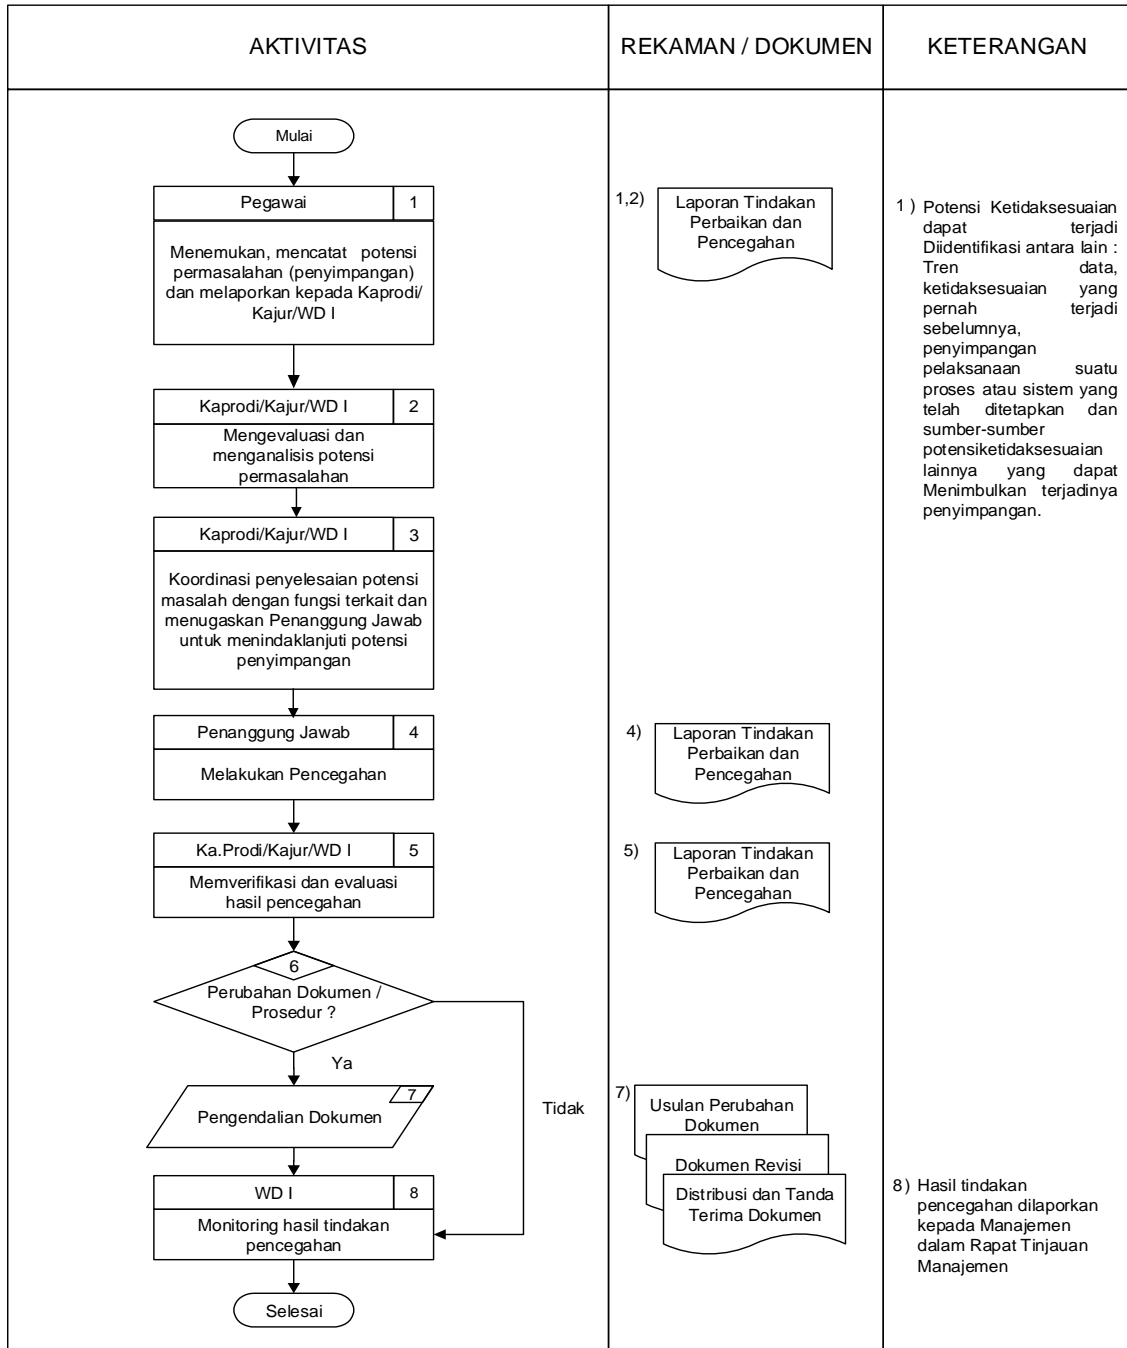 AKTIVITAS
REKAMAN / DOKUMEN
KETERANGAN
Mulai
Pegawai
1
Menemukan, mencatat potensi
permasalahan (penyimpangan)
dan melaporkan kepada Kaprodi/
Kajur/WD I
Kaprodi/Kajur/WD I
2
Mengevaluasi dan
menganalisis potensi
permasalahan
Kaprodi/Kajur/WD I
3
Koordinasi penyelesaian potensi
masalah dengan fungsi terkait dan
menugaskan Penanggung Jawab
untuk menindaklanjuti potensi
penyimpangan
Penanggung Jawab
4
Melakukan Pencegahan
Ka.Prodi/Kajur/WD I
5
Memverifikasi dan evaluasi
hasil pencegahan
6
Perubahan Dokumen /
Prosedur ?
Ya
Tidak
7
Pengendalian Dokumen
WD I
8
Monitoring hasil tindakan
pencegahan
Selesai
1,2)
Laporan Tindakan
Perbaikan dan
Pencegahan
4)
Laporan Tindakan
Perbaikan dan
Pencegahan
5)
Laporan Tindakan
Perbaikan dan
Pencegahan
7)
Usulan Perubahan
Dokumen
Dokumen Revisi
Distribusi dan Tanda
Terima Dokumen
1 ) Potensi Ketidaksesuaian
dapat terjadi
Diidentifikasi antara lain :
Tren data,
ketidaksesuaian yang
pernah terjadi
sebelumnya,
penyimpangan
pelaksanaan suatu
proses atau sistem yang
telah ditetapkan dan
sumber-sumber
potensiketidaksesuaian
lainnya yang dapat
Menimbulkan terjadinya
penyimpangan.
8 ) Hasil tindakan
pencegahan dilaporkan
kepada Manajemen
dalam Rapat Tinjauan
Manajemen